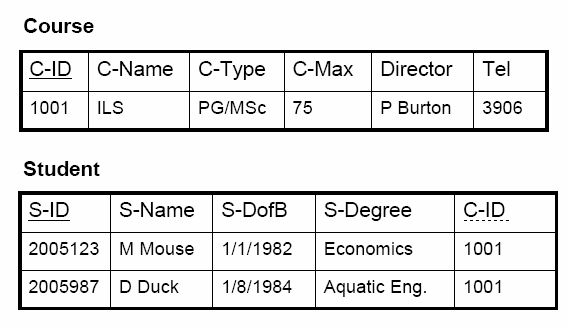 Course
C-ID C-Name C-Type C-Max Director Tel
1001 ILS PG/MSc 75 P Burton 3906
Student
S-ID S-Name S-DofB S-Degree C-ID
2005123 M Mouse 1/1/1982 Economics 1001
2005987 D Duck 1/8/1984 Aquatic Eng. 1001